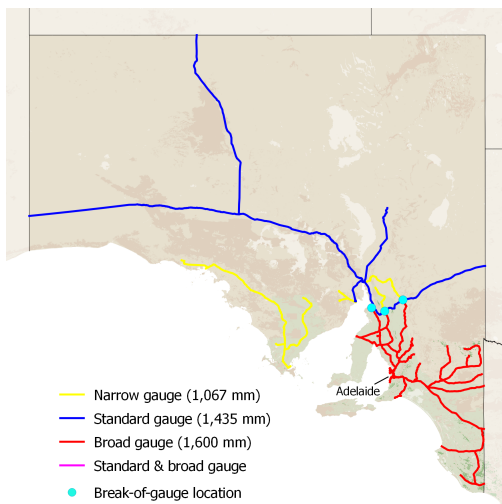 Adelaide
Narrow gauge (1,067 mm)
Standard gauge (1,435 mm)
Broad gauge (1,600 mm)
Standard & broad gauge
Break-of-gauge location